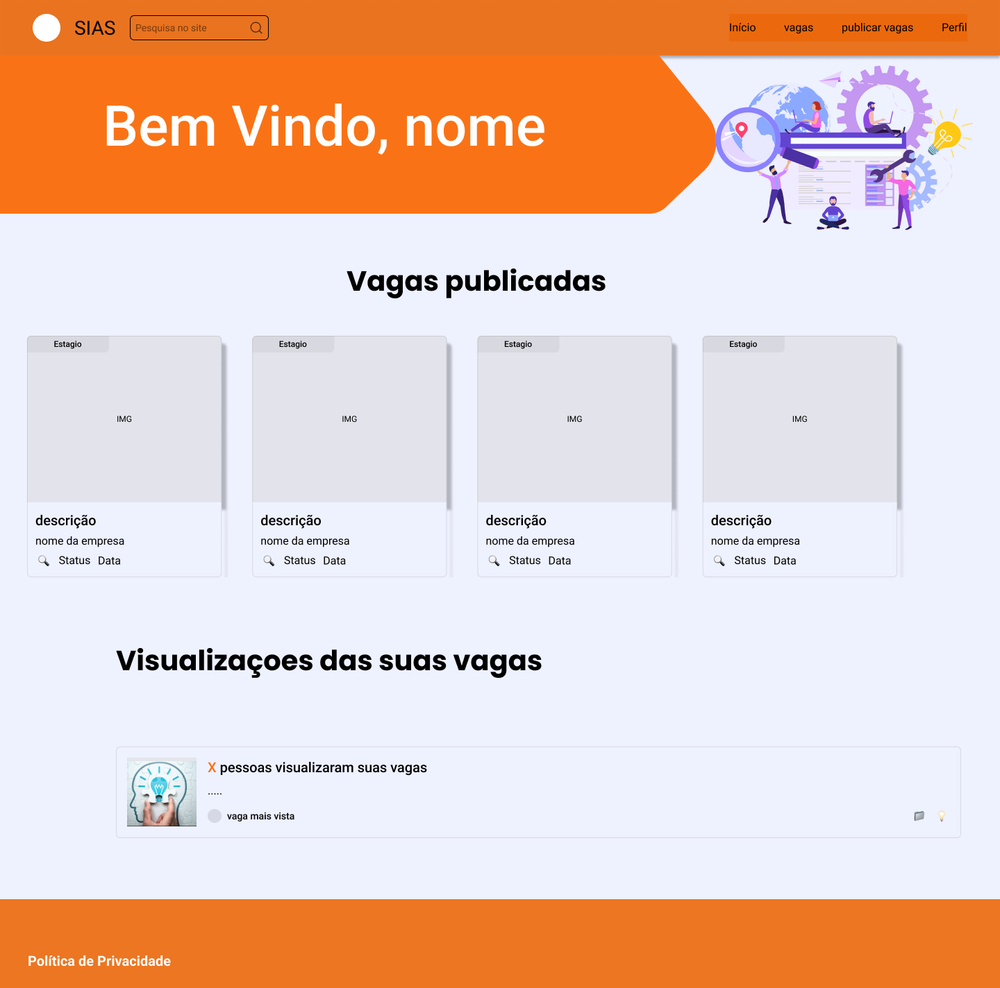 SIAS
Pesquisa no site
Início vagas publicar vagas Perfil
Bem Vindo, nome
Vagas publicadas
Estagio Estagio Estagio Estagio
IMG IMG IMG IMG
descrição descrição descrição descrição
nome da empresa nome da empresa nome da empresa nome da empresa
Status Data Status Data Status Data Status Data
Visualizaçoes das suas vagas
X pessoas visualizaram suas vagas
.....
vaga mais vista
Política de Privacidade